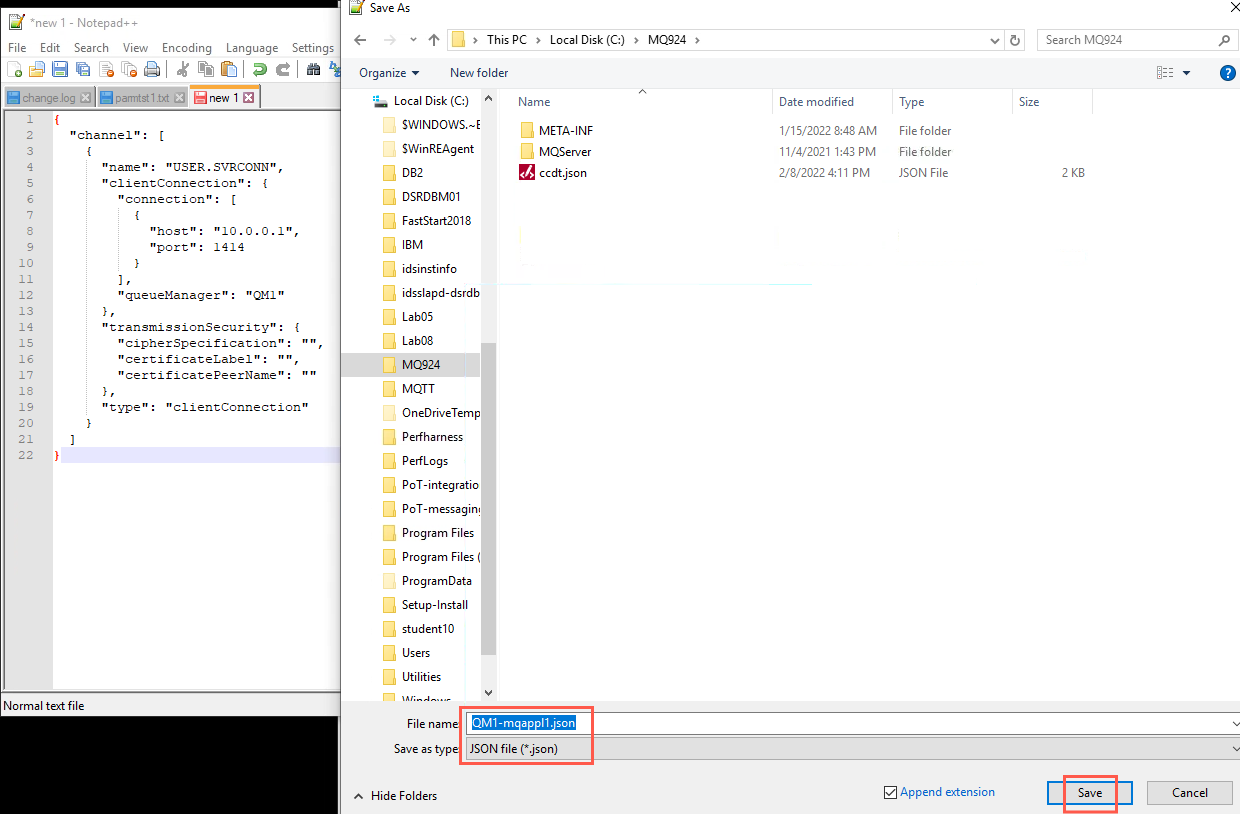 *new 1 - Notepad++
File Edit Search View Encoding Language Settings
change.log parmtst1.txt new 1
1 {
2 "channel": [
3 {
4 "name": "USER.SVRCONN",
5 "clientConnection": {
6 "connection": [
7 {
8 "host": "10.0.0.1",
9 "port": 1414
10 }
11 ],
12 "queueManager": "QM1"
13 },
14 "transmissionSecurity": {
15 "cipherSpecification": "",
16 "certificateLabel": "",
17 "certificatePeerName": ""
18 },
19 "type": "clientConnection"
20 }
21 ]
22 }
Normal text file
Save As
This PC > Local Disk (C:) > MQ924 >
Search MQ924
Organize New folder
Local Disk (C:)
$WINDOWS.~E
$WinREAgent
DB2
DSRDBM01
FastStart2018
IBM
idsinstinfo
idsslapd-dsrdb
Lab05
Lab08
MQ924
MQTT
OneDriveTemp
Perfharness
PerfLogs
PoT-integratio
PoT-messaging
Program Files
Program Files (
ProgramData
Setup-Install
student10
Users
Utilities
Windows
Name Date modified Type Size
META-INF 1/15/2022 8:48 AM File folder
MQServer 11/4/2021 1:43 PM File folder
ccdt.json 2/8/2022 4:11 PM JSON File 2 KB
File name: QM1-mqappl1.json
Save as type: JSON file (*.json)
Hide Folders
Append extension
Save Cancel